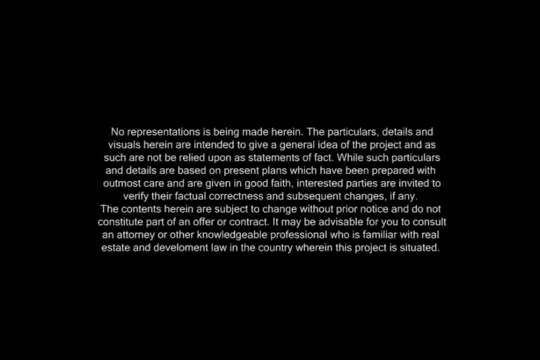 No representations is being made herein. The particulars, details and
visuals herein are intended to give a general idea of the project and as
such are not be relied upon as statements of fact. While such particulars
and details are based on present plans which have been prepared with
outmost care and are given in good faith, interested parties are invited to
verify their factual correctness and subsequent changes, if any.
The contents herein are subject to change without prior notice and do not
constitute part of an offer or contract. It may be advisable for you to consult
an attorney or other knowledgeable professional who is familiar with real
estate and develoment law in the country wherein this project is situated.